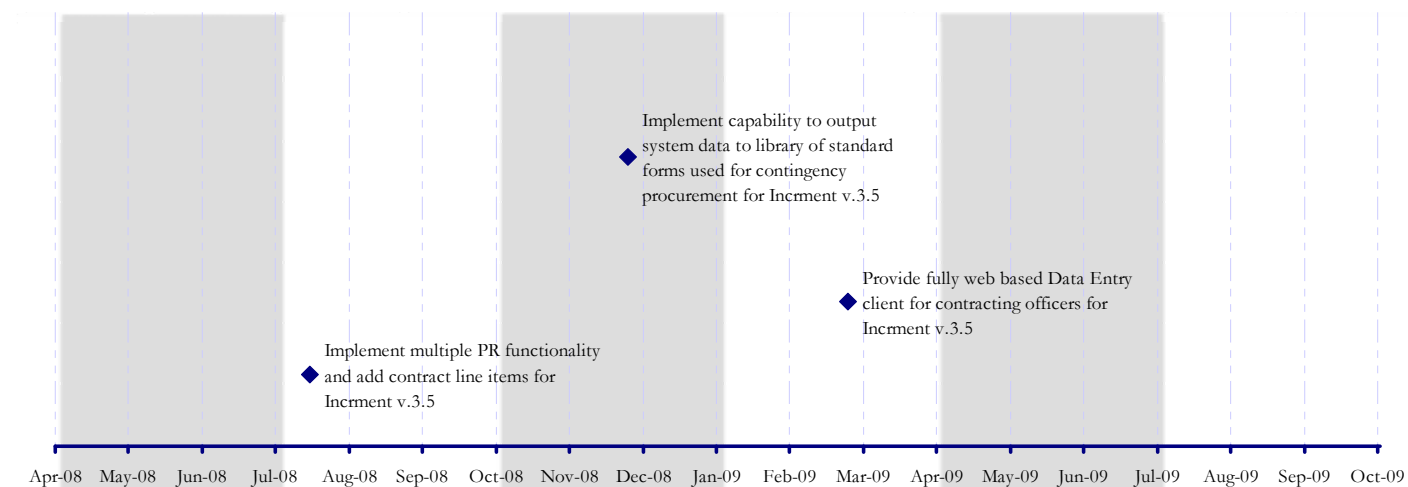 Implement capability to output
system data to library of standard
forms used for contingency
procurement for Incrment v.3.5
Provide fully web based Data Entry
client for contracting officers for
Incrment v.3.5
Implement multiple PR functionality
and add contract line items for
Incrment v.3.5
Apr-08 May-08 Jun-08 Jul-08 Aug-08 Sep-08 Oct-08 Nov-08 Dec-08 Jan-09 Feb-09 Mar-09 Apr-09 May-09 Jun-09 Jul-09 Aug-09 Sep-09 Oct-09